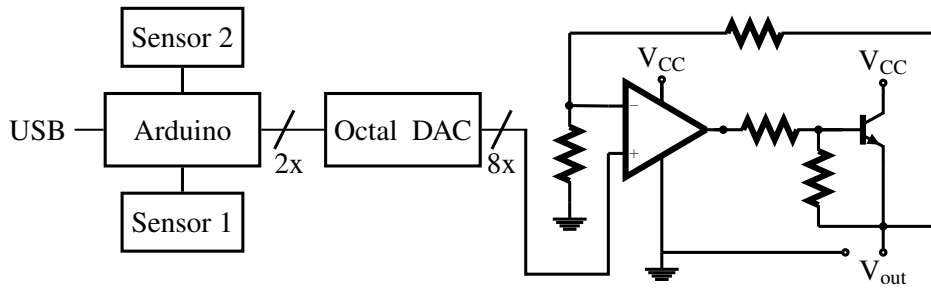 Sensor 2
USB
Arduino
2x
Octal DAC
8x
Sensor 1
V_CC
−
+
V_CC
V_out